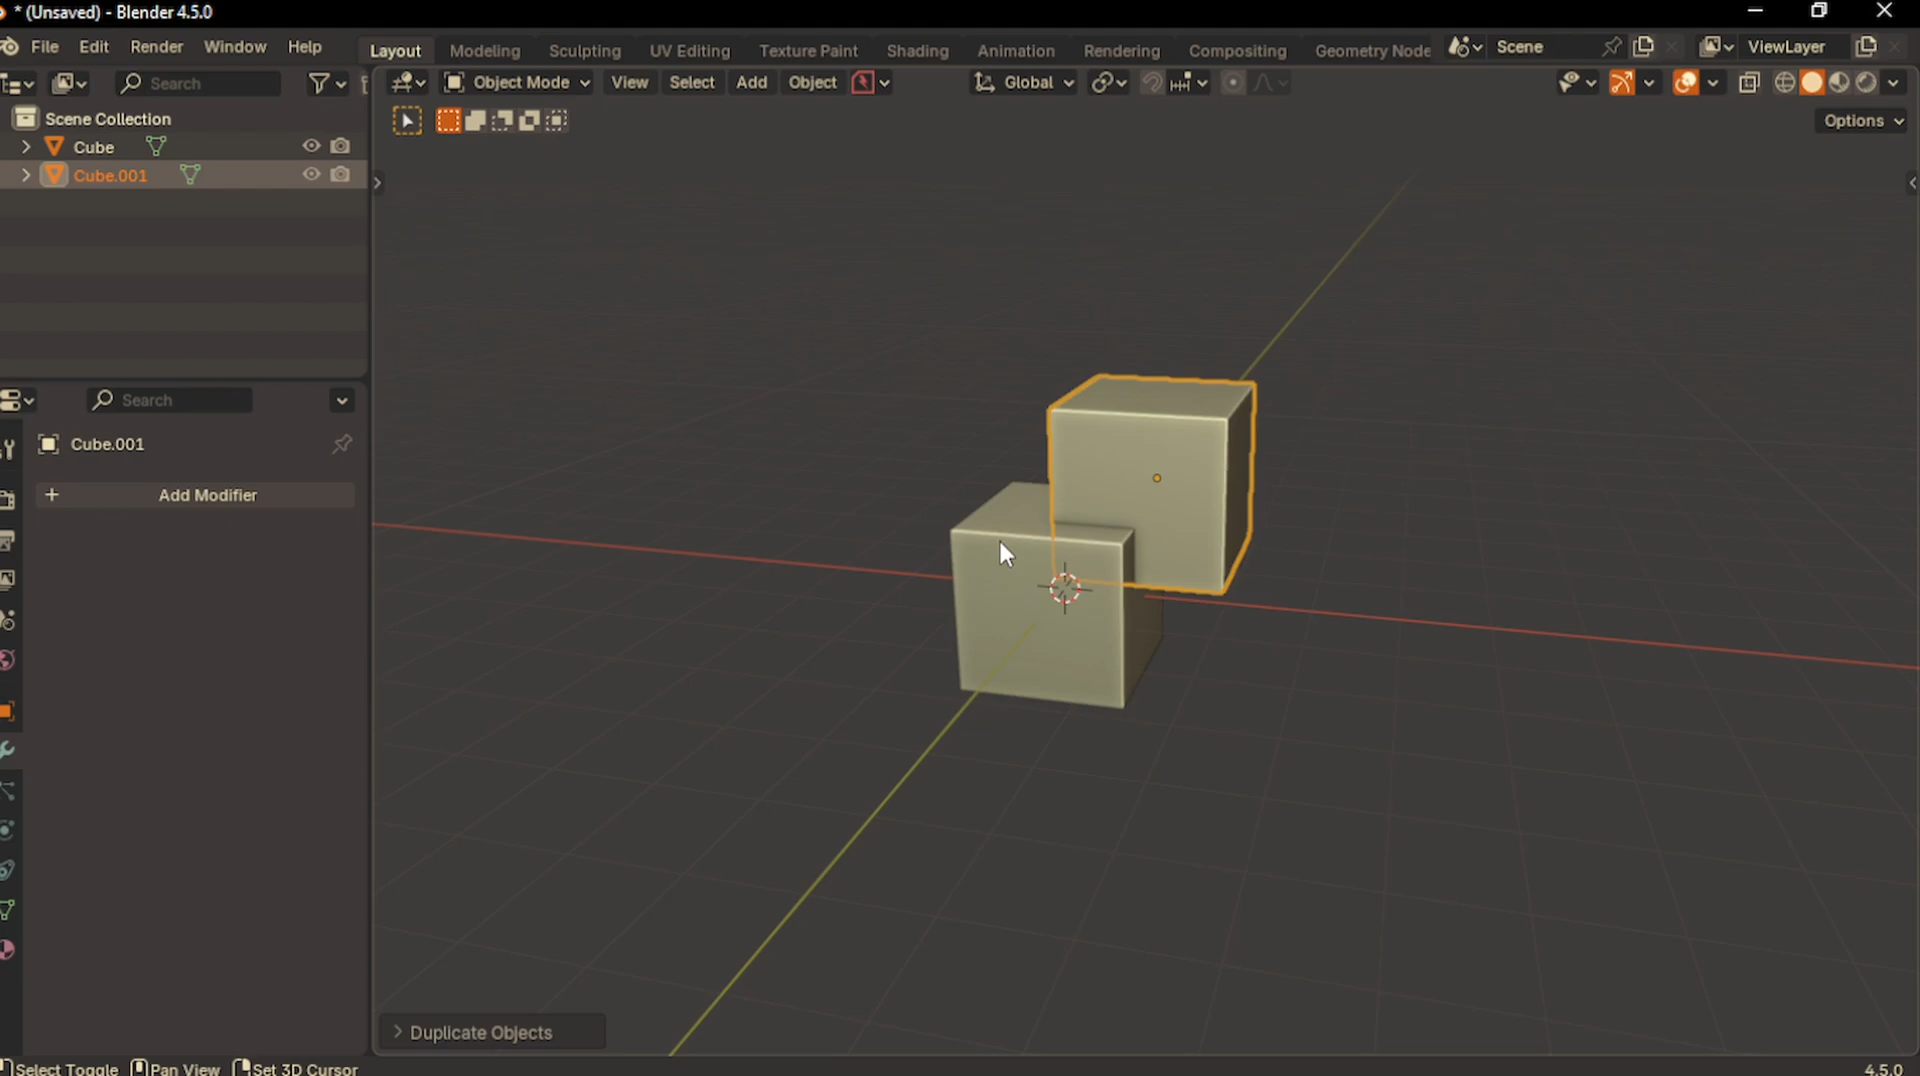 * (Unsaved) - Blender 4.5.0
File Edit Render Window Help Layout Modeling Sculpting UV Editing Texture Paint Shading Animation Rendering Compositing Geometry Node Scene ViewLayer
Search Object Mode View Select Add Object Global
Scene Collection
Options
Cube
Cube.001
Search
Cube.001
+ Add Modifier
> Duplicate Objects
Select Toggle Pan View Set 3D Cursor 4.5.0